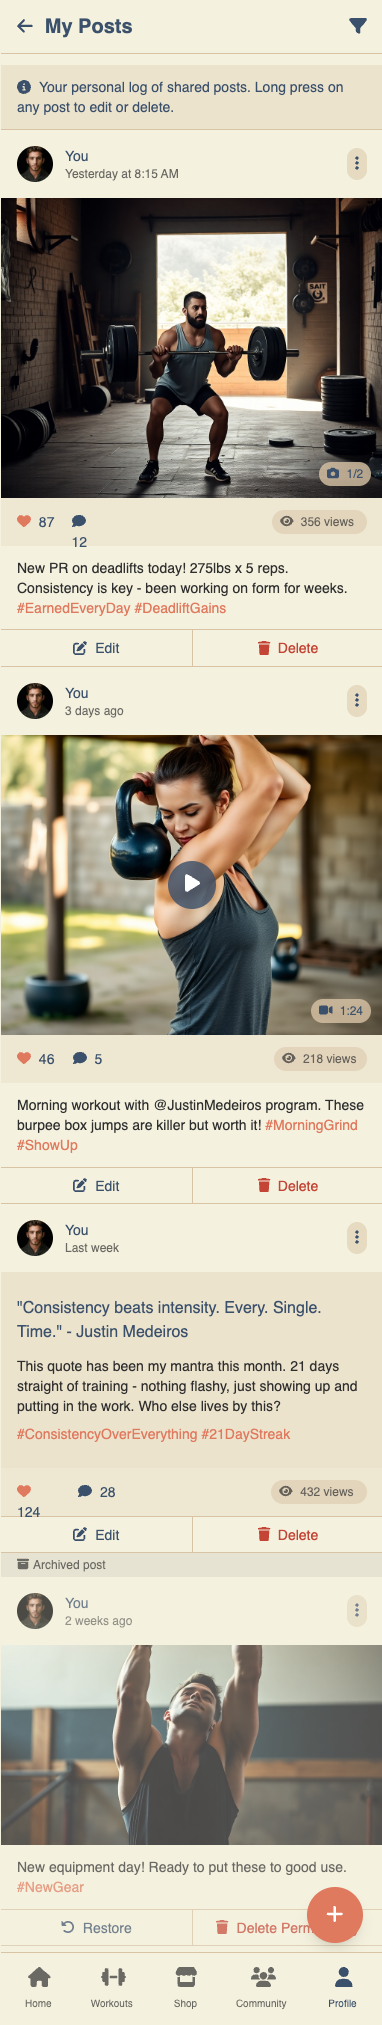 My Posts
Your personal log of shared posts. Long press on
any post to edit or delete.
You
Yesterday at 8:15 AM
SAIT
1/2
87
12
356 views
New PR on deadlifts today! 275lbs x 5 reps.
Consistency is key - been working on form for weeks.
#EarnedEveryDay #DeadliftGains
Edit
Delete
You
3 days ago
1:24
46
5
218 views
Morning workout with @JustinMedeiros program. These
burpee box jumps are killer but worth it! #MorningGrind
#ShowUp
Edit
Delete
You
Last week
"Consistency beats intensity. Every. Single.
Time." - Justin Medeiros
This quote has been my mantra this month. 21 days
straight of training - nothing flashy, just showing up and
putting in the work. Who else lives by this?
#ConsistencyOverEverything #21DayStreak
124
28
432 views
Edit
Delete
Archived post
You
2 weeks ago
New equipment day! Ready to put these to good use.
#NewGear
Restore
Delete Perm
Home
Workouts
Shop
Community
Profile